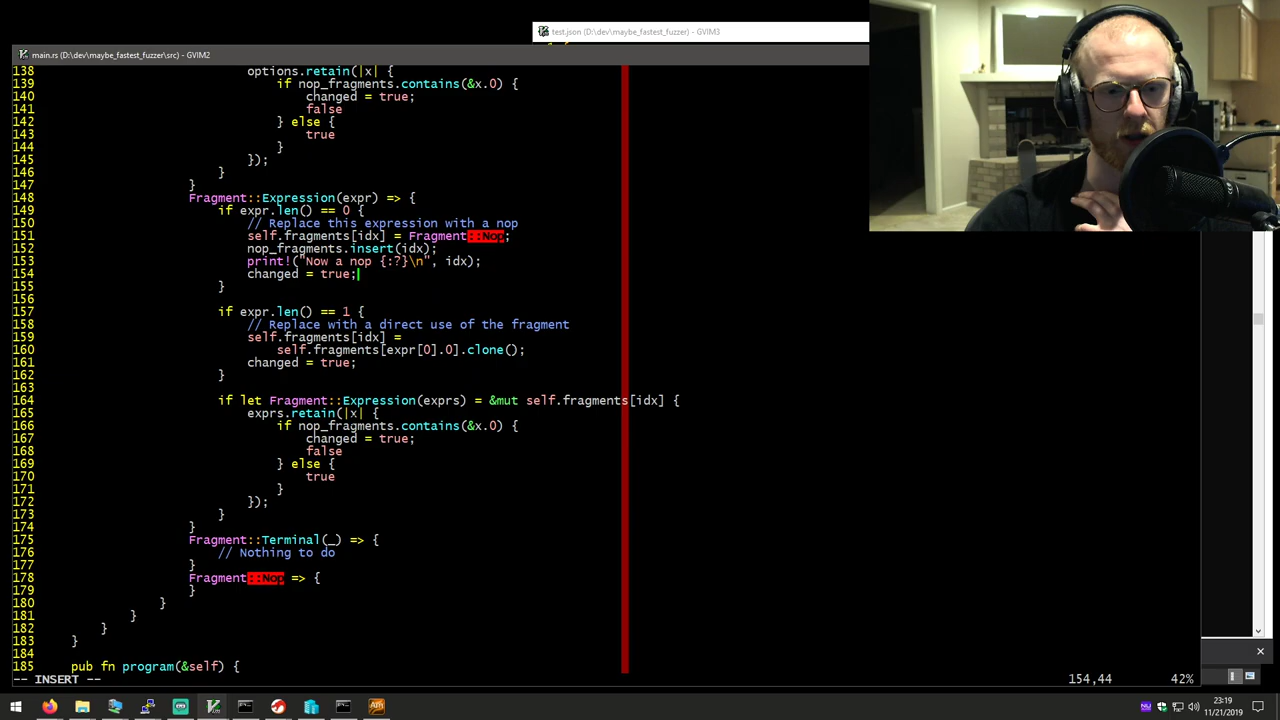 test.json (D:\dev\maybe_fastest_fuzzer) - GVIM3
main.rs (D:\dev\maybe_fastest_fuzzer\src) - GVIM2
138 options.retain(|x| {
139 if nop_fragments.contains(&x.0) {
140 changed = true;
141 false
142 } else {
143 true
144 }
145 });
146 }
147 }
148 Fragment::Expression(expr) => {
149 if expr.len() == 0 {
150 // Replace this expression with a nop
151 self.fragments[idx] = Fragment::Nop;
152 nop_fragments.insert(idx);
153 print!("Now a nop {:?}\n", idx);
154 changed = true;
155 }
156
157 if expr.len() == 1 {
158 // Replace with a direct use of the fragment
159 self.fragments[idx] =
160 self.fragments[expr[0].0].clone();
161 changed = true;
162 }
163
164 if let Fragment::Expression(exprs) = &mut self.fragments[idx] {
165 exprs.retain(|x| {
166 if nop_fragments.contains(&x.0) {
167 changed = true;
168 false
169 } else {
170 true
171 }
172 });
173 }
174 }
175 Fragment::Terminal(_) => {
176 // Nothing to do
177 }
178 Fragment::Nop => {
179 }
180 }
181 }
182 }
183 }
184
185 pub fn program(&self) {
-- INSERT -- 154,44 42%
23:19
11/21/2019